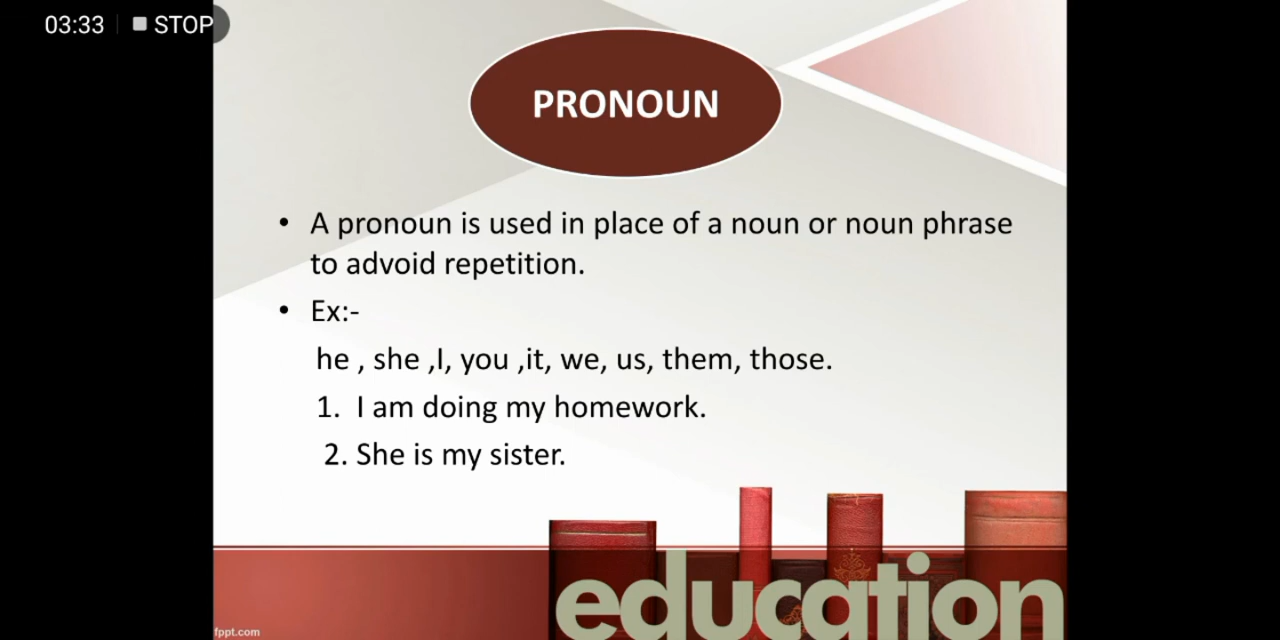 03:33 STOP
PRONOUN
• A pronoun is used in place of a noun or noun phrase
to advoid repetition.
• Ex:-
he , she ,I, you ,it, we, us, them, those.
1. I am doing my homework.
2. She is my sister.
education
fppt.com